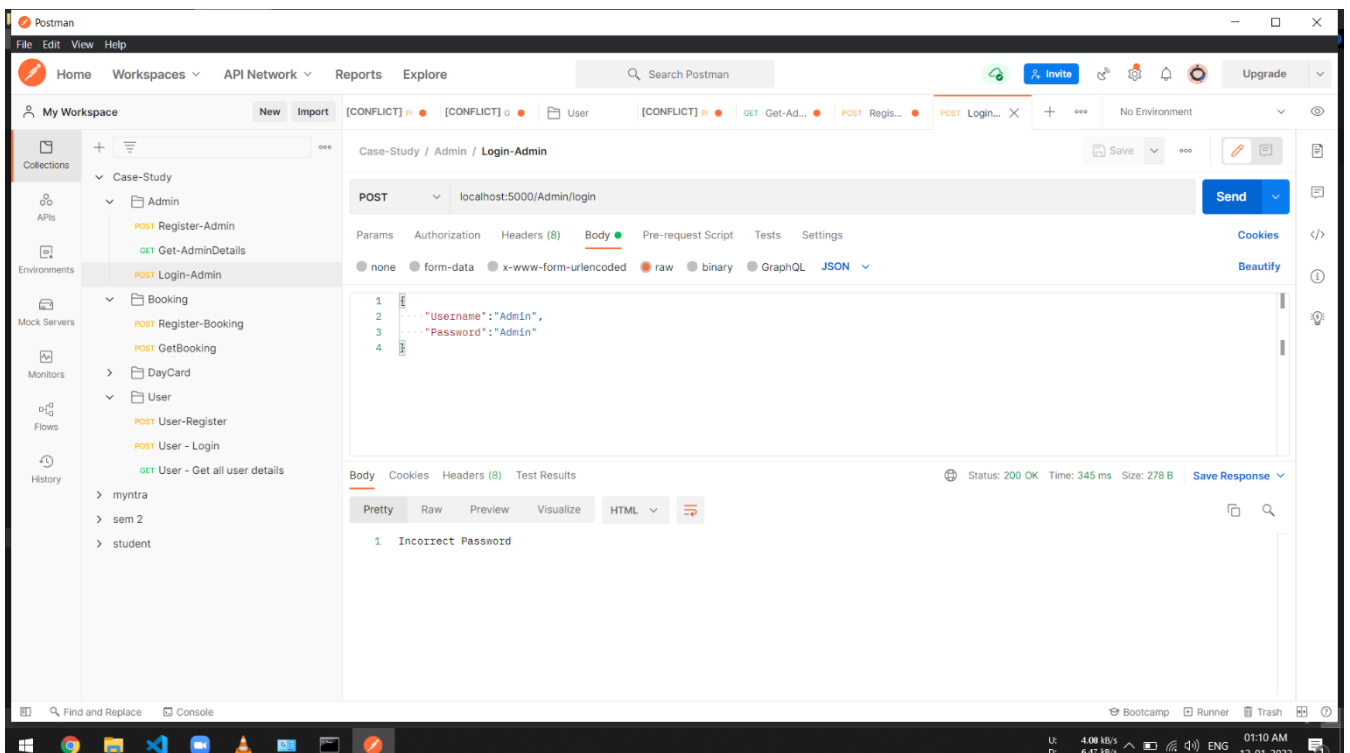 Postman
File Edit View Help
Home Workspaces API Network Reports Explore Search Postman Invite Upgrade
My Workspace New Import [CONFLICT] [CONFLICT] G User [CONFLICT] GET Get-Ad... POST Regis... POST Login... No Environment
Collections
APIs
Environments
Mock Servers
Monitors
Flows
History
Case-Study
Admin
POST Register-Admin
GET Get-AdminDetails
POST Login-Admin
Booking
POST Register-Booking
POST GetBooking
DayCard
User
POST User-Register
POST User - Login
GET User - Get all user details
myntra
sem 2
student
Case-Study / Admin / Login-Admin Save
POST localhost:5000/Admin/login Send
Params Authorization Headers (8) Body Pre-request Script Tests Settings Cookies
none form-data x-www-form-urlencoded raw binary GraphQL JSON Beautify
1 {
2 "Username":"Admin",
3 "Password":"Admin"
4 }
Body Cookies Headers (8) Test Results Status: 200 OK Time: 345 ms Size: 278 B Save Response
Pretty Raw Preview Visualize HTML
1 Incorrect Password
Find and Replace Console Bootcamp Runner Trash
U: 4.08 kB/s ENG 01:10 AM
D: 6.47 kB/s